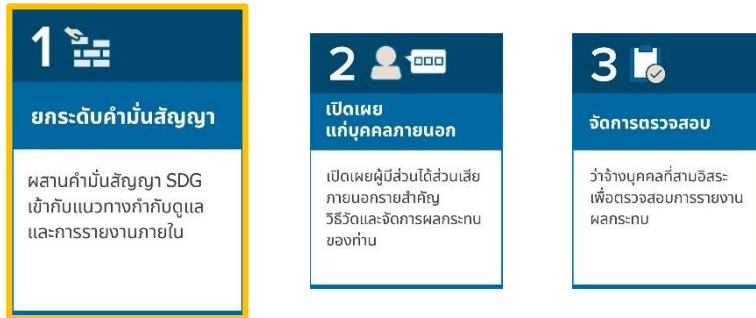 1
ยกระดับคำมั่นสัญญา
ผสานคำมั่นสัญญา SDG
เข้ากับแนวทางกำกับดูแล
และการรายงานภายใน
2
เปิดเผย
แก่บุคคลภายนอก
เปิดเผยผู้มีส่วนได้ส่วนเสีย
ภายนอกรายสำคัญ
วิธีวัดและจัดการผลกระทบ
ของท่าน
3
จัดการตรวจสอบ
ว่าจ้างบุคคลที่สามอิสระ
เพื่อตรวจสอบการรายงาน
ผลกระทบ